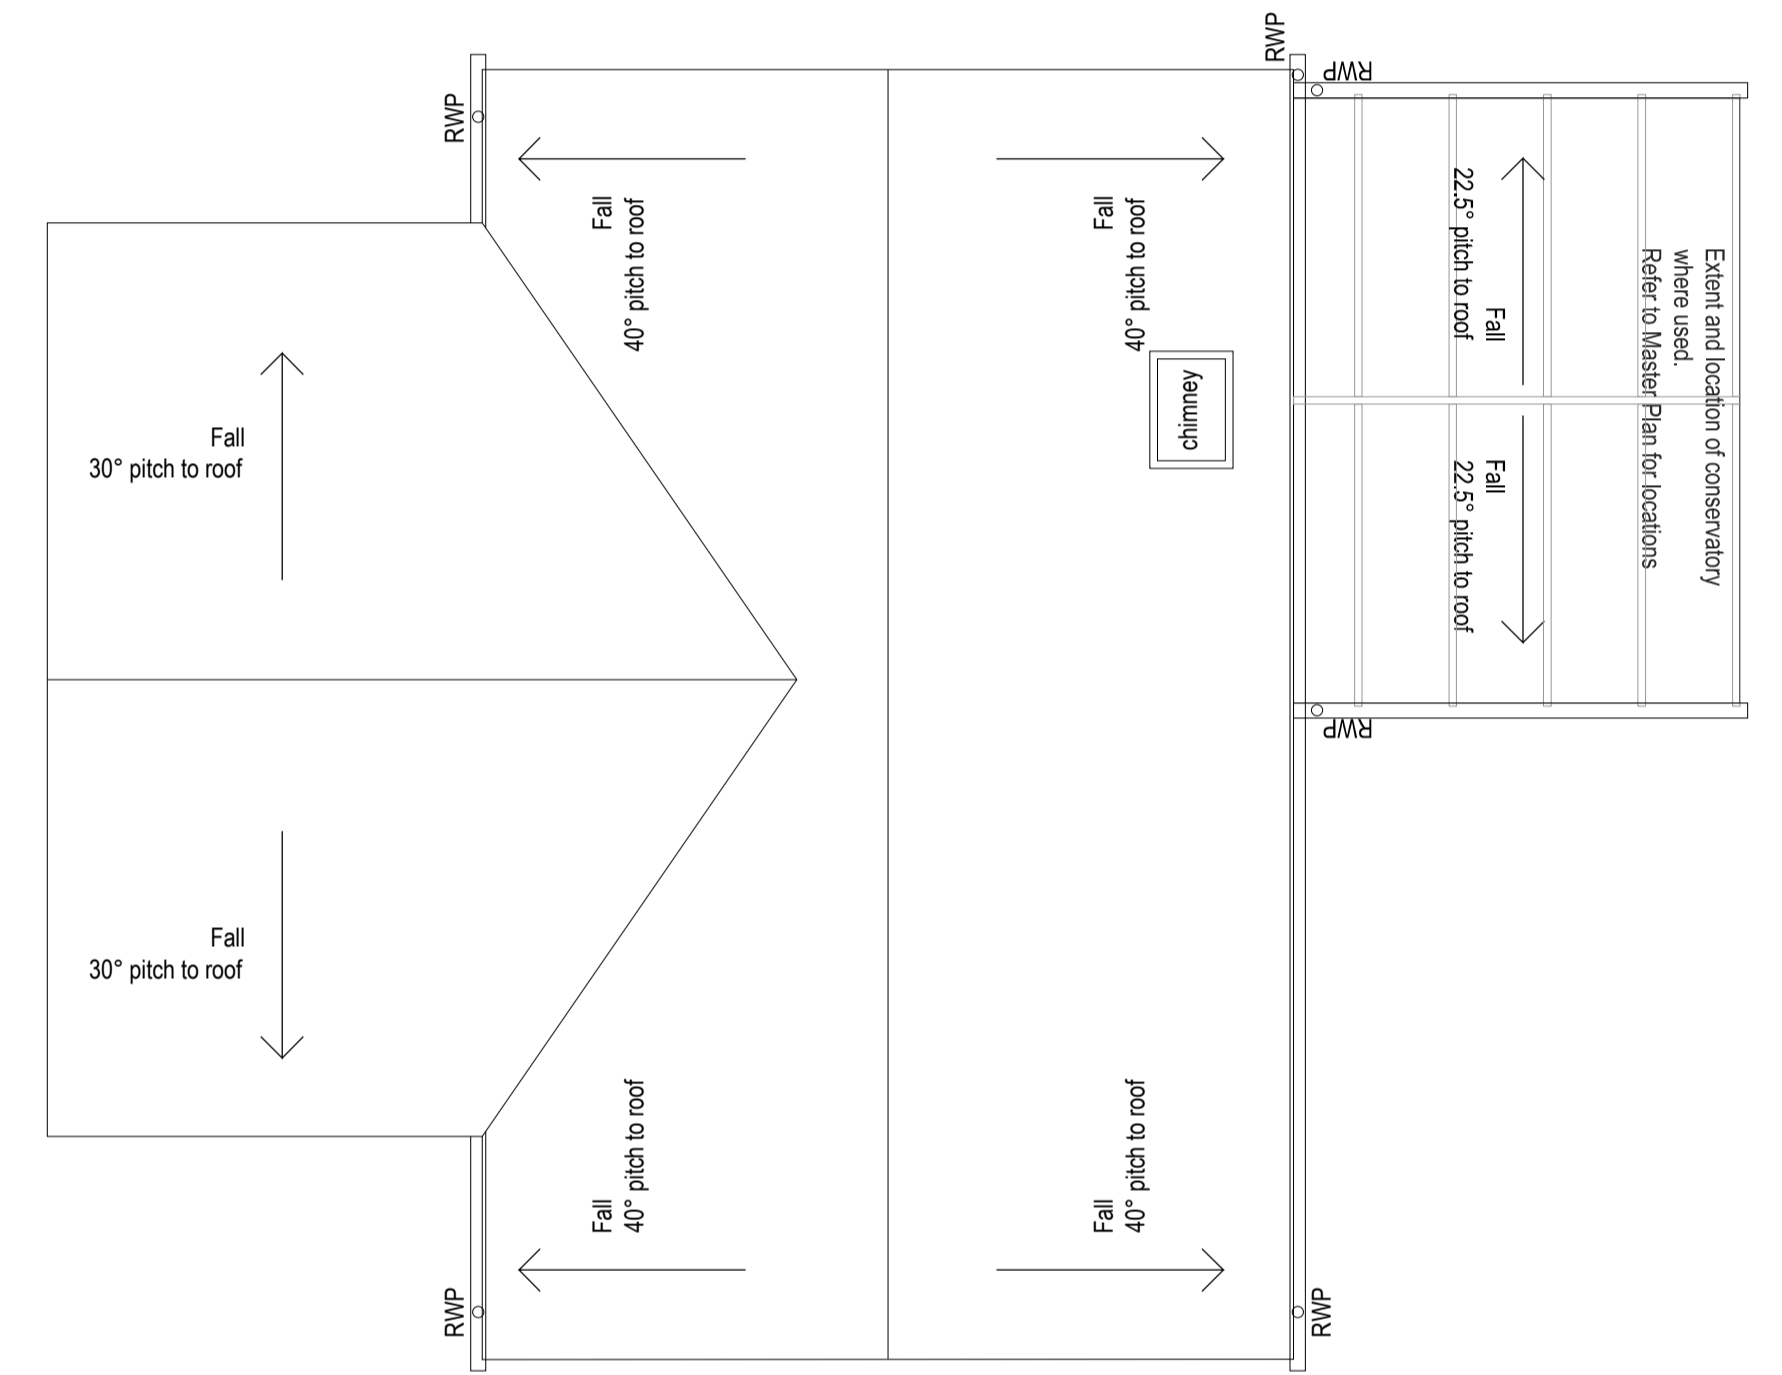 RWP
RWP
RWP
Fall
40° pitch to roof
Fall
40° pitch to roof
22.5° pitch to roof
Fall
Extent and location of conservatory
where used.
Refer to Master Plan for locations
chimney
Fall
30° pitch to roof
Fall
22.5° pitch to roof
RWP
Fall
30° pitch to roof
Fall
40° pitch to roof
Fall
40° pitch to roof
RWP
RWP